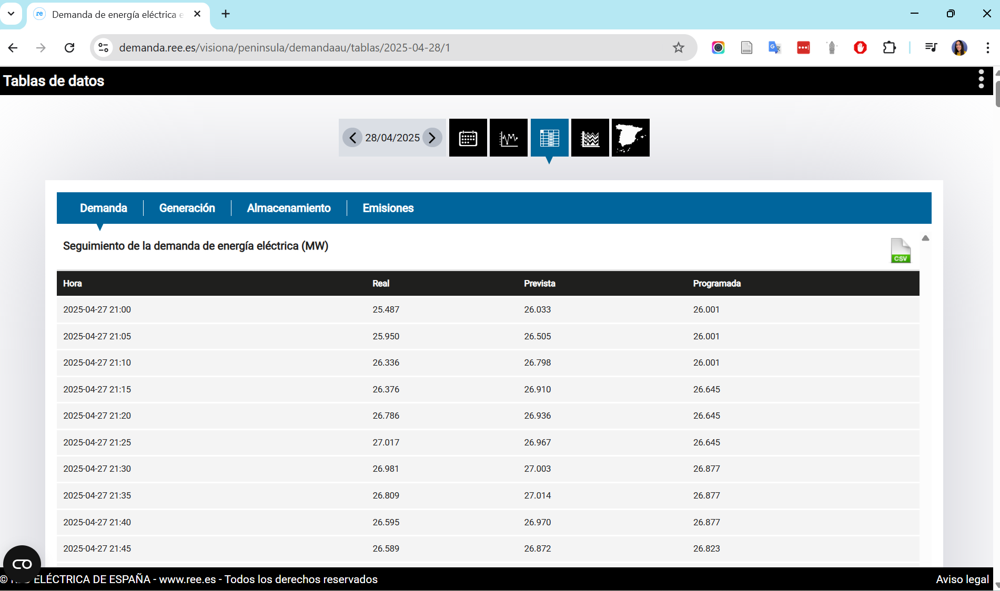 re Demanda de energía eléctrica e
demanda.ree.es/visiona/peninsula/demandaau/tablas/2025-04-28/1
Tablas de datos
28/04/2025
Demanda Generación Almacenamiento Emisiones
Seguimiento de la demanda de energía eléctrica (MW)
CSV
Hora Real Prevista Programada
2025-04-27 21:00 25.487 26.033 26.001
2025-04-27 21:05 25.950 26.505 26.001
2025-04-27 21:10 26.336 26.798 26.001
2025-04-27 21:15 26.376 26.910 26.645
2025-04-27 21:20 26.786 26.936 26.645
2025-04-27 21:25 27.017 26.967 26.645
2025-04-27 21:30 26.981 27.003 26.877
2025-04-27 21:35 26.809 27.014 26.877
2025-04-27 21:40 26.595 26.970 26.877
2025-04-27 21:45 26.589 26.872 26.823
© RED ELÉCTRICA DE ESPAÑA - www.ree.es - Todos los derechos reservados Aviso legal